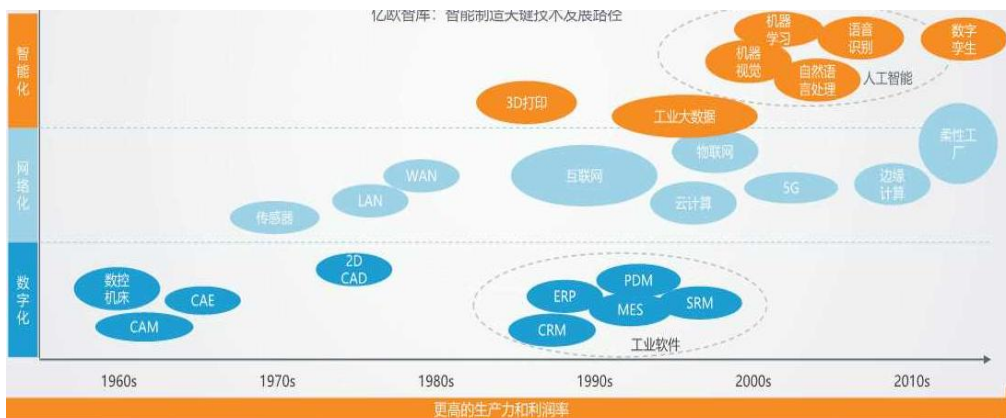 亿欧智库：智能制造关键技术发展路径
智能化
机器
学习
语音
识别
数字
孪生
机器
视觉
自然语
言处理
人工智能
3D打印
工业大数据
网络化
柔性工
厂
物联网
互联网
WAN
LAN
传感器
云计算
5G
边缘
计算
数字化
2D
CAD
数控
机床
CAE
CAM
PDM
ERP
MES
SRM
CRM
工业软件
1960s
1970s
1980s
1990s
2000s
2010s
更高的生产力和利润率